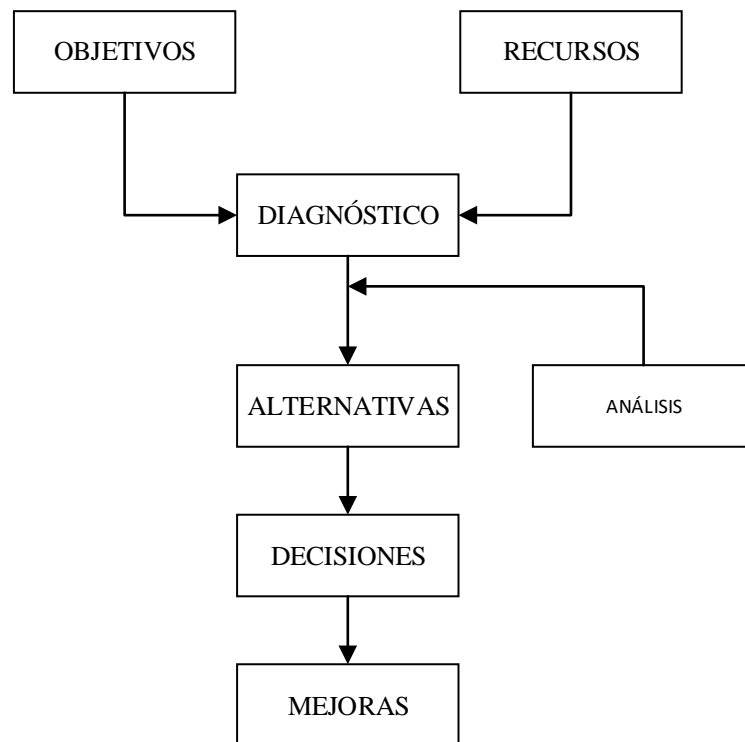 OBJETIVOS
RECURSOS
DIAGNÓSTICO
ALTERNATIVAS
ANÁLISIS
DECISIONES
MEJORAS